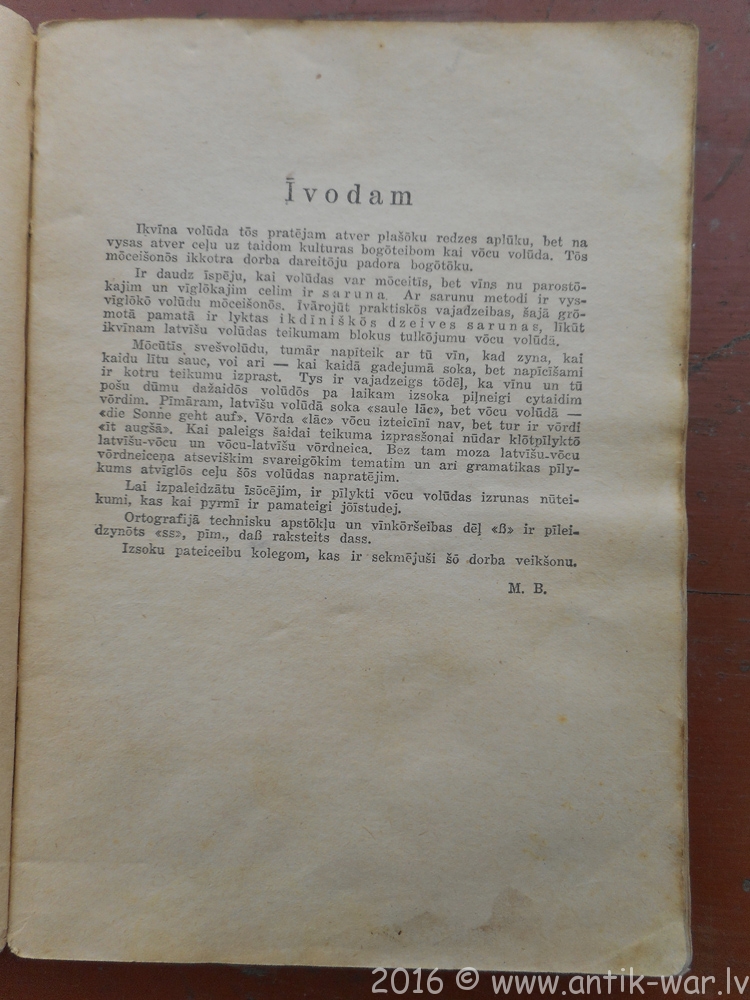 Īvodam
Ikvīna volūda tōs pratējam atver plašōku redzes aplūku, bet na
vysas atver ceļu uz taidom kulturas bogōteibom kai vōcu volūda. Tōs
mōceišonōs ikkotra dorba dareitōju padora bogōtōku.
Ir daudz īspēju, kai volūdas var mōceitīs, bet vīns nu parostō-
kajim un vīglōkajim celim ir saruna. Ar sarunu metodi ir vys-
vīglōkō volūdu mōceišonōs. Īvārojūt praktiskōs vajadzeibas, šajā grō-
motā pamatā ir lyktas ikdīniškōs dzeives sarunas, līkūt
ikvīnam latvīšu volūdas teikumam blokus tulkōjumu vōcu volūdā.
Mōcūtīs svešvolūdu, tumār napīteik ar tū vīn, kad zyna, kai
kaidu lītu sauc, voi ari — kai kaidā gadejumā soka, bet napīcīšami
ir kotru teikumu izprast. Tys ir vajadzeigs tōdēļ, ka vīnu un tū
pošu dūmu dažaidōs volūdōs pa laikam izsoka piļneigi cytaidim
vōrdim. Pīmāram, latvīšu volūdā soka «saule lāc», bet vōcu volūdā —
«die Sonne geht auf». Vōrda «lāc» vōcu izteicīnī nav, bet tur ir vōrdi
«īt augšā». Kai paleigs šaidai teikuma izprasšonai nūdar klōtpīlyktō
latvīšu-vōcu un vōcu-latvīšu vōrdneica. Bez tam moza latvīšu-vōcu
vōrdneiceņa atsevišķim svareigōkim tematim un ari gramatikas pīly-
kums atvīglōs ceļu šōs volūdas napratējim.
Lai izpaleidzātu īsōcējim, ir pīlykti vōcu volūdas izrunas nūtei-
kumi, kas kai pyrmī ir pamateigi jōīstudej.
Ortografijā technisku apstōkļu un vīnkōršeibas dēļ «ß» ir pīlei-
dzynōts «ss», pīm., daß raksteits dass.
Izsoku pateiceibu kolegom, kas ir sekmējuši šō dorba veikšonu.
M. B.
2016 © www.antik-war.lv